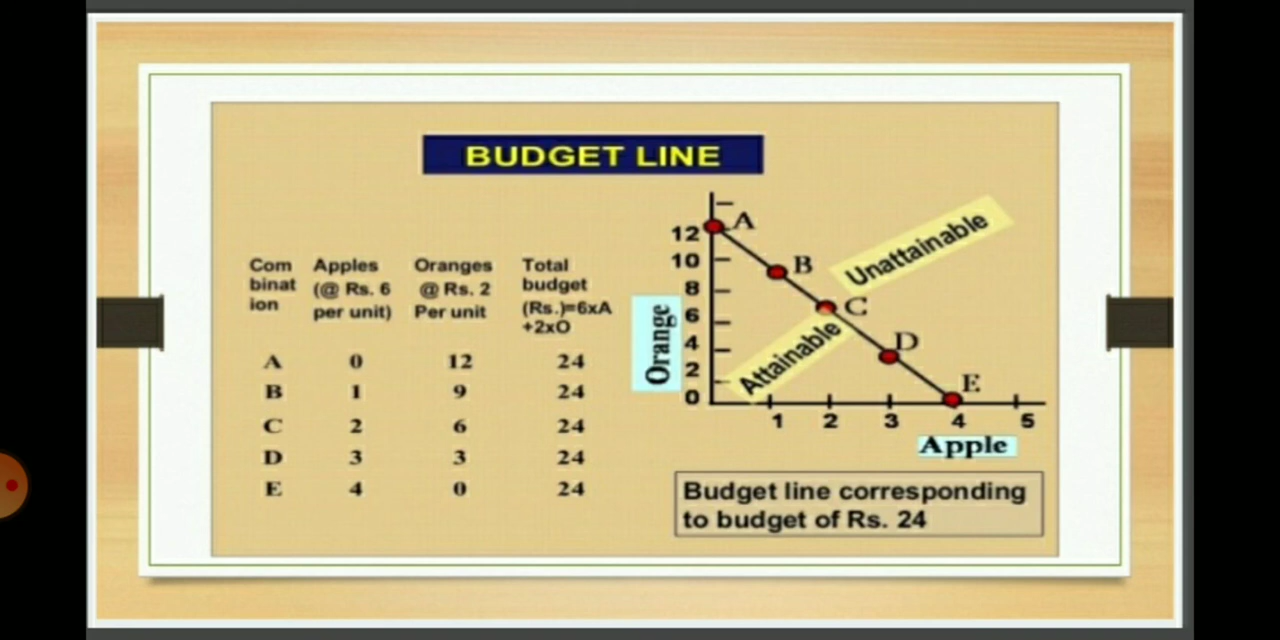 BUDGET LINE
Com Apples Oranges Total
binat (@ Rs. 6 @ Rs. 2 budget
ion per unit) Per unit (Rs.)=6xA
+2xO
A 0 12 24
B 1 9 24
C 2 6 24
D 3 3 24
E 4 0 24
Orange
12
10
8
6
4
2
0
A
B
C
D
E
Unattainable
Attainable
1 2 3 4 5
Apple
Budget line corresponding
to budget of Rs. 24